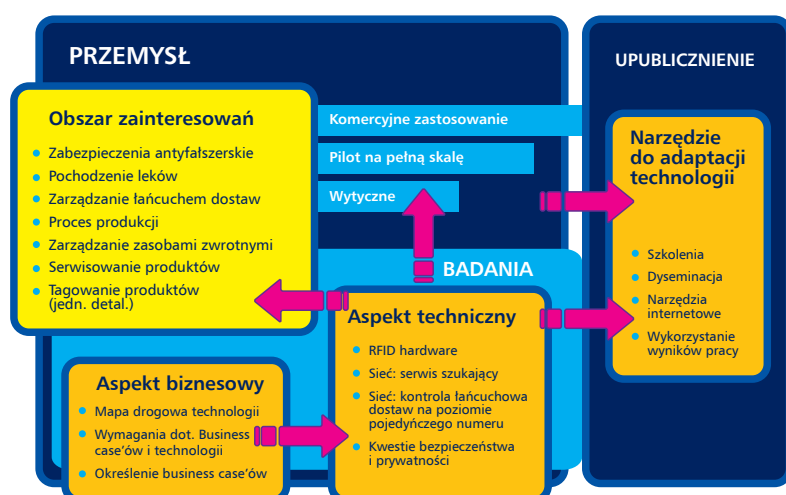 PRZEMYSŁ
Obszar zainteresowań
Zabezpieczenia antyfałszerskie
Pochodzenie leków
Zarządzanie łańcuchem dostaw
Proces produkcji
Zarządzanie zasobami zwrotnymi
Serwisowanie produktów
Tagowanie produktów
(jedn. detal.)
Komercyjne zastosowanie
Pilot na pełną skalę
Wytyczne
BADANIA
Aspekt techniczny
RFID hardware
Sieć: serwis szukający
Sieć: kontrola łańcuchowa
dostaw na poziomie
pojedyńczego numeru
Kwestie bezpieczeństwa
i prywatności
Aspekt biznesowy
Mapa drogowa technologii
Wymagania dot. Business
case’ów i technologii
Określenie business case’ów
UPUBLICZNIENIE
Narzędzie
do adaptacji
technologii
Szkolenia
Dyseminacja
Narzędzia
internetowe
Wykorzystanie
wyników pracy